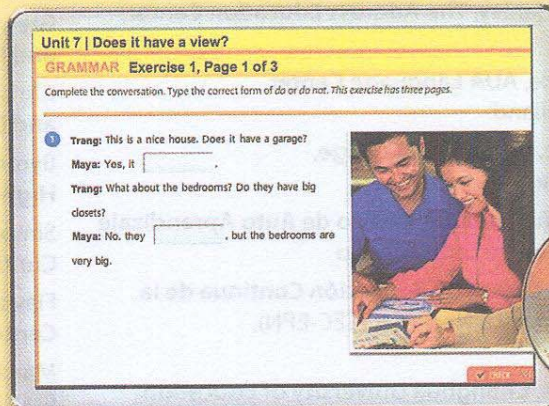 Unit 7 | Does it have a view?
GRAMMAR Exercise 1, Page 1 of 3
Complete the conversation. Type the correct form of do or do not. This exercise has three pages.
1 Trang: This is a nice house. Does it have a garage?
Maya: Yes, it .
Trang: What about the bedrooms? Do they have big
closets?
Maya: No, they , but the bedrooms are
very big.
CHECK